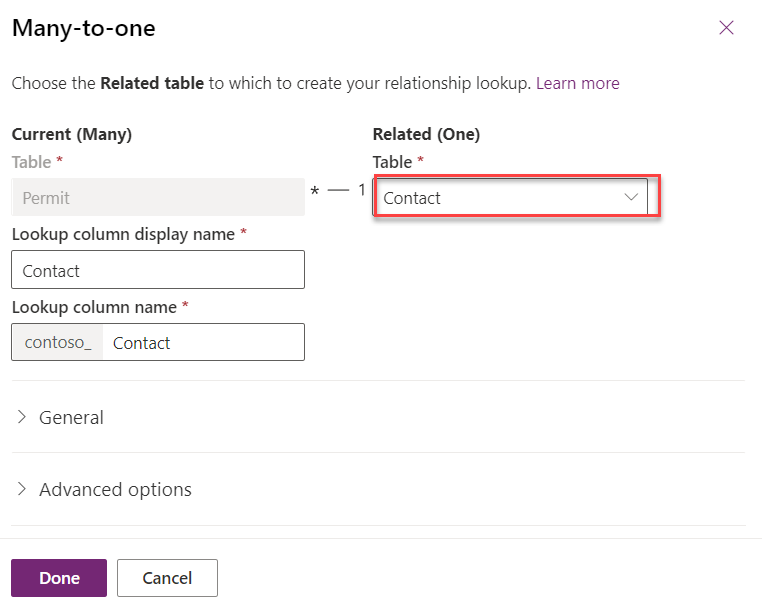 Many-to-one
Choose the Related table to which to create your relationship lookup. Learn more
Current (Many)
Related (One)
Table *
Table *
Permit
* — 1
Contact
Lookup column display name *
Contact
Lookup column name *
contoso_ Contact
General
Advanced options
Done
Cancel